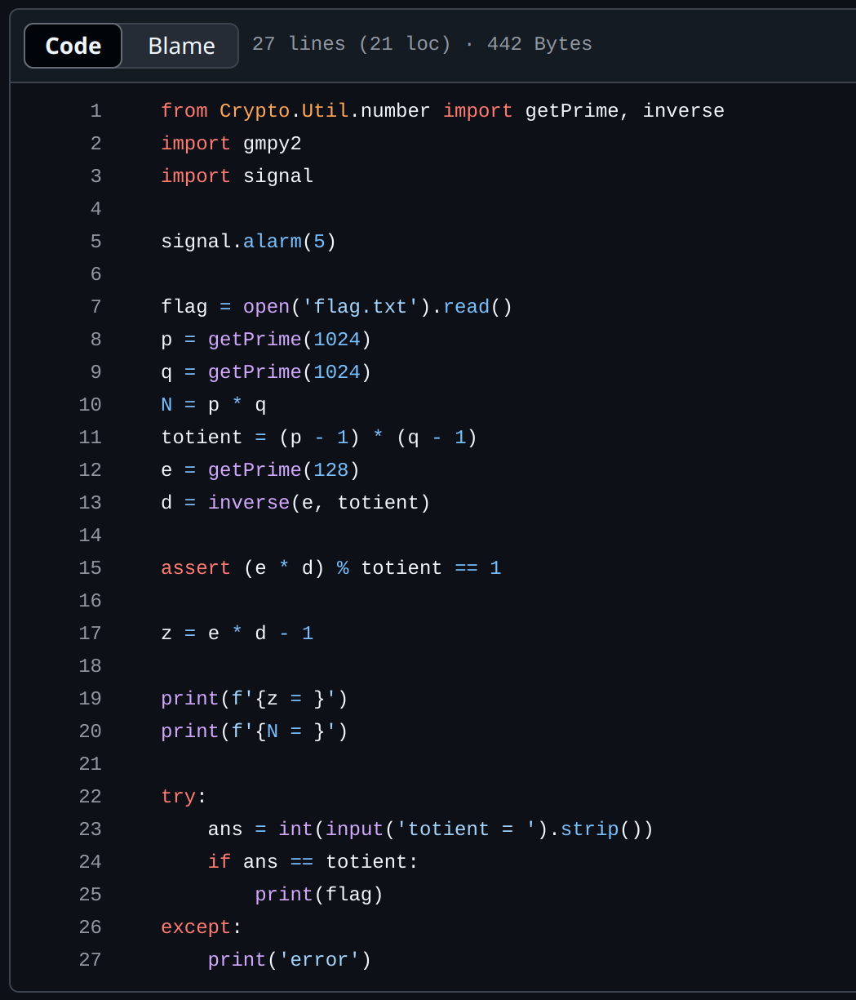 Code Blame 27 lines (21 loc) · 442 Bytes
1 from Crypto.Util.number import getPrime, inverse
2 import gmpy2
3 import signal
4
5 signal.alarm(5)
6
7 flag = open('flag.txt').read()
8 p = getPrime(1024)
9 q = getPrime(1024)
10 N = p * q
11 totient = (p - 1) * (q - 1)
12 e = getPrime(128)
13 d = inverse(e, totient)
14
15 assert (e * d) % totient == 1
16
17 z = e * d - 1
18
19 print(f'{z = }')
20 print(f'{N = }')
21
22 try:
23     ans = int(input('totient = ').strip())
24     if ans == totient:
25         print(flag)
26 except:
27     print('error')